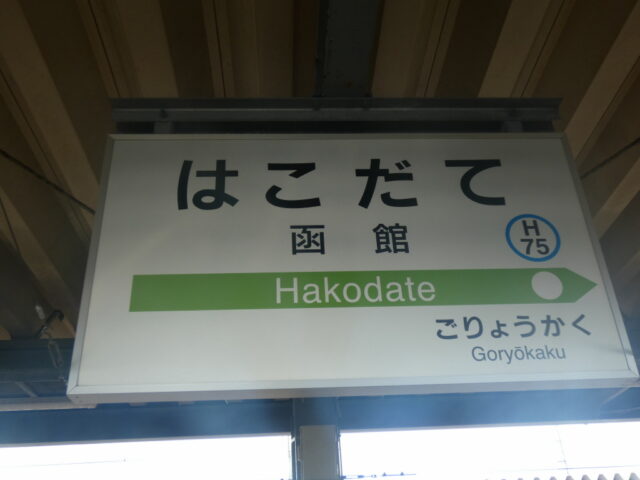 はこだて
函館
H
75
Hakodate
ごりょうかく
Goryōkaku